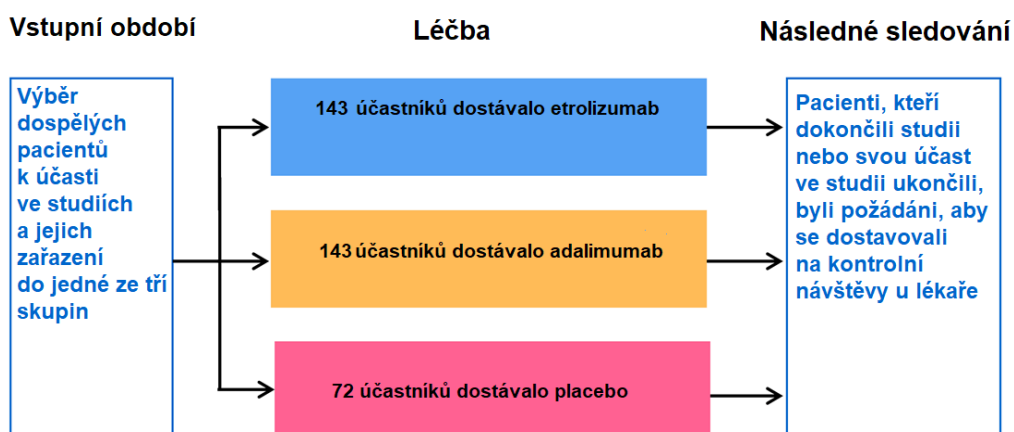 Vstupní období
Léčba
Následné sledování
Výběr
dospělých
pacientů
k účasti
ve studiích
a jejich
zařazení
do jedné ze tří
skupin
143 účastníků dostávalo etrolizumab
143 účastníků dostávalo adalimumab
72 účastníků dostávalo placebo
Pacienti, kteří
dokončili studii
nebo svou účast
ve studii ukončili,
byli požádáni, aby
se dostavovali
na kontrolní
návštěvy u lékaře